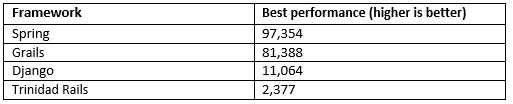 Framework Best performance (higher is better)
Spring 97,354
Grails 81,388
Django 11,064
Trinidad Rails 2,377